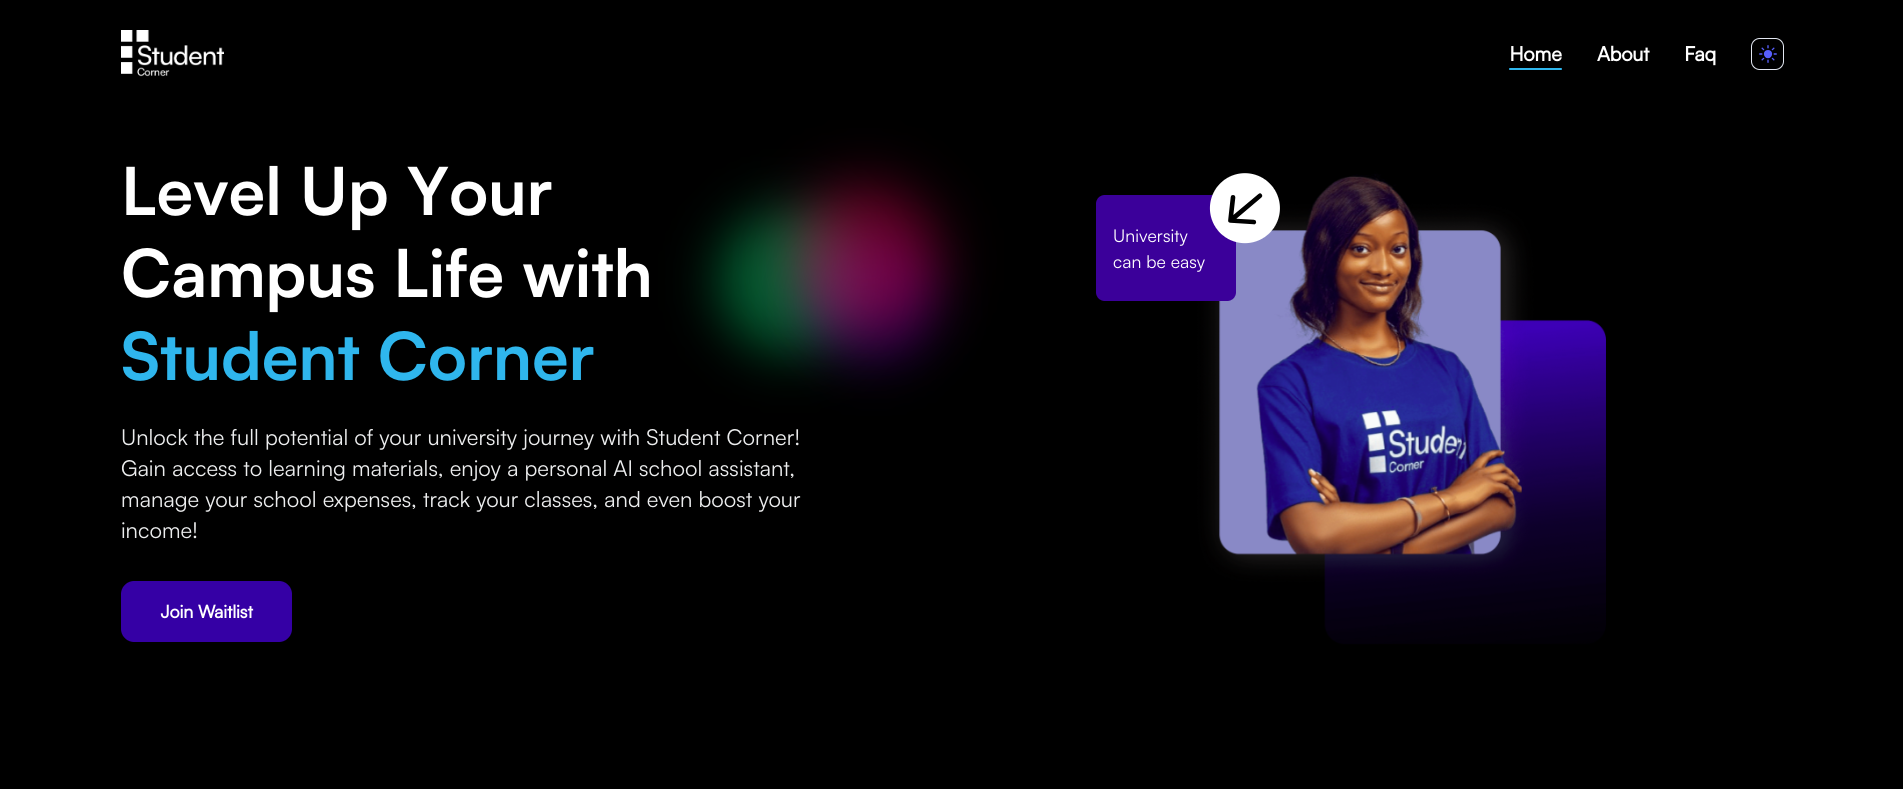 Student
Corner
Home
About
Faq
Level Up Your
Campus Life with
Student Corner
Unlock the full potential of your university journey with Student Corner!
Gain access to learning materials, enjoy a personal AI school assistant,
manage your school expenses, track your classes, and even boost your
income!
Join Waitlist
University
can be easy
Student
Corner